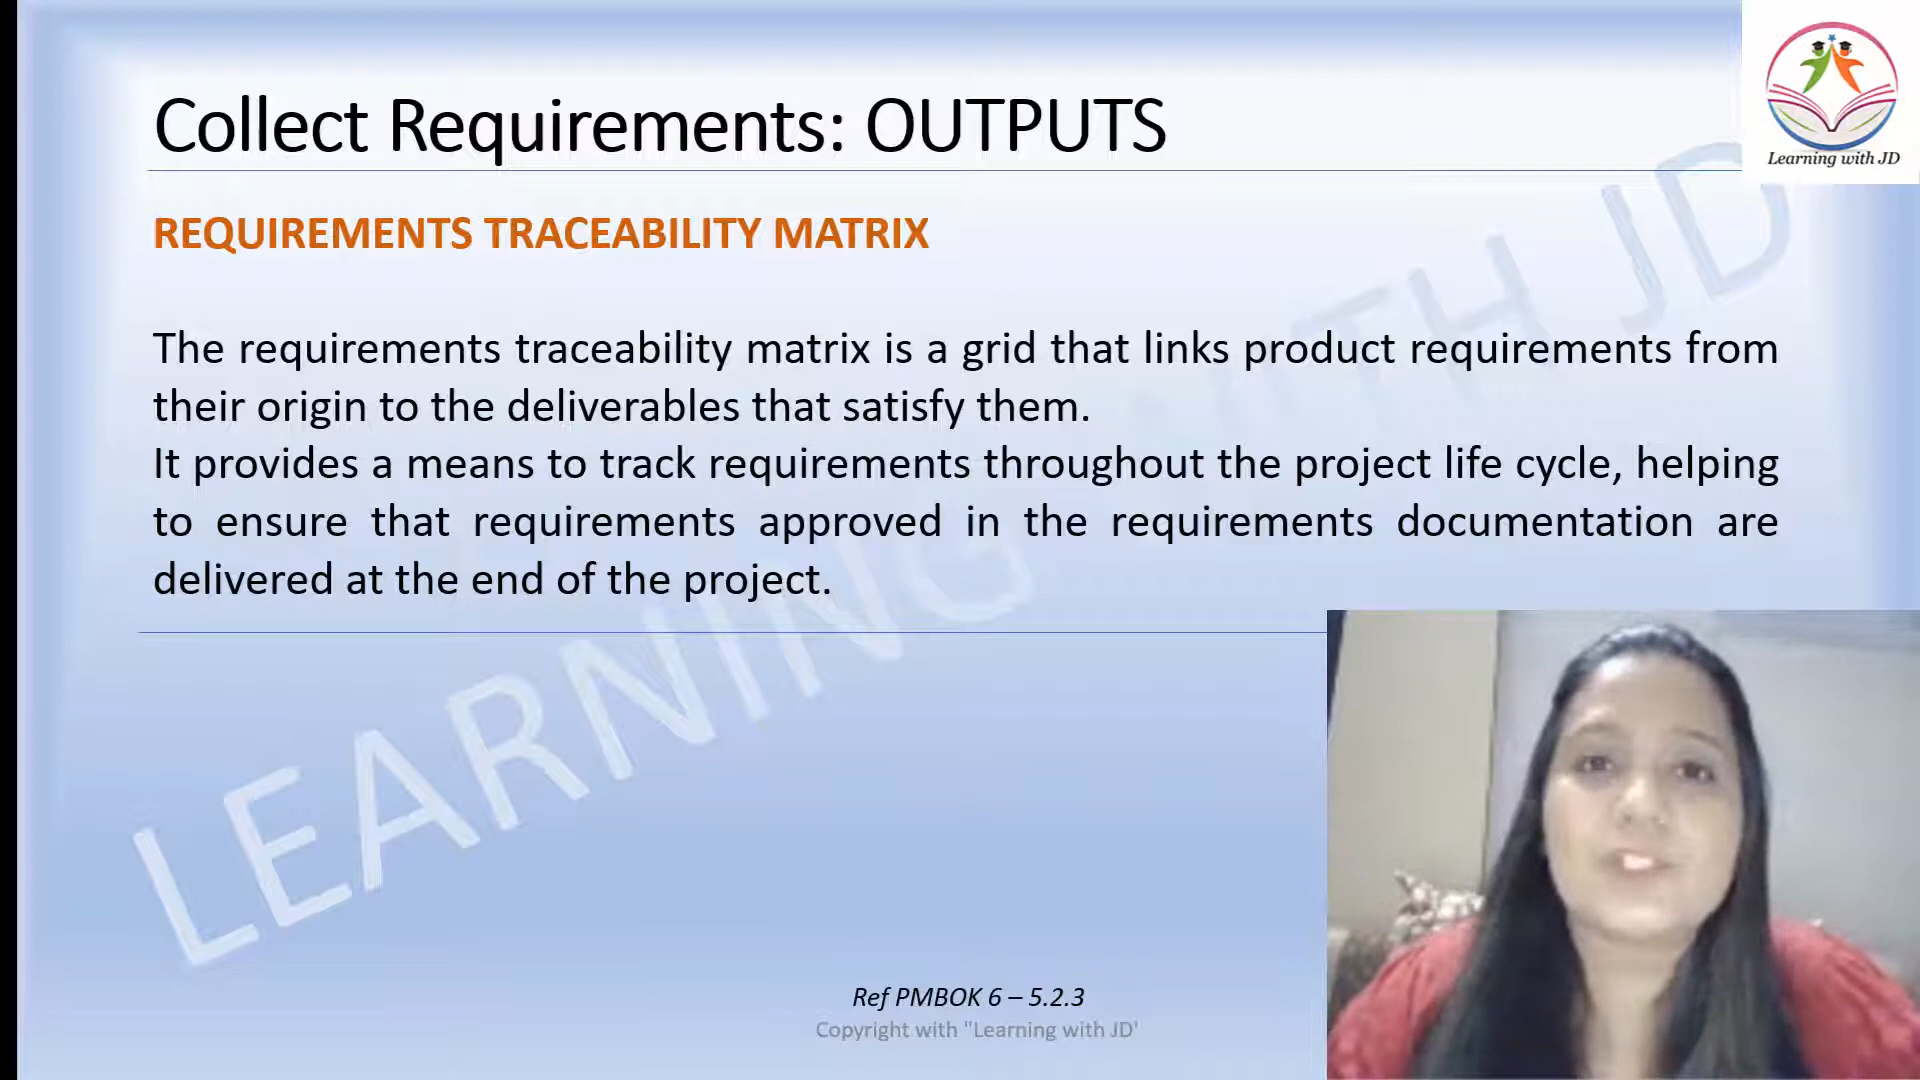 Collect Requirements: OUTPUTS
Learning with JD
REQUIREMENTS TRACEABILITY MATRIX
The requirements traceability matrix is a grid that links product requirements from
their origin to the deliverables that satisfy them.
It provides a means to track requirements throughout the project life cycle, helping
to ensure that requirements approved in the requirements documentation are
delivered at the end of the project.
LEARNING WITH JD
Ref PMBOK 6 – 5.2.3
Copyright with "Learning with JD'